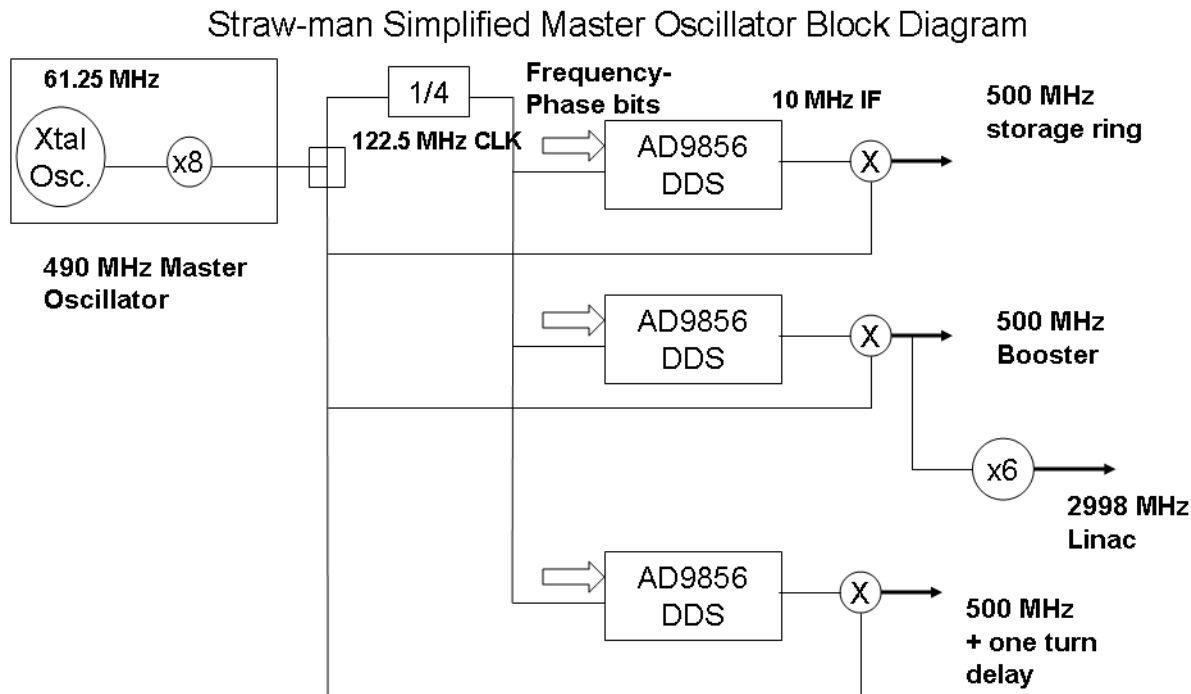 Straw-man Simplified Master Oscillator Block Diagram
61.25 MHz
Xtal
Osc.
x8
490 MHz Master
Oscillator
1/4
122.5 MHz CLK
Frequency-
Phase bits
AD9856
DDS
10 MHz IF
X
500 MHz
storage ring
AD9856
DDS
X
500 MHz
Booster
x6
2998 MHz
Linac
AD9856
DDS
X
500 MHz
+ one turn
delay